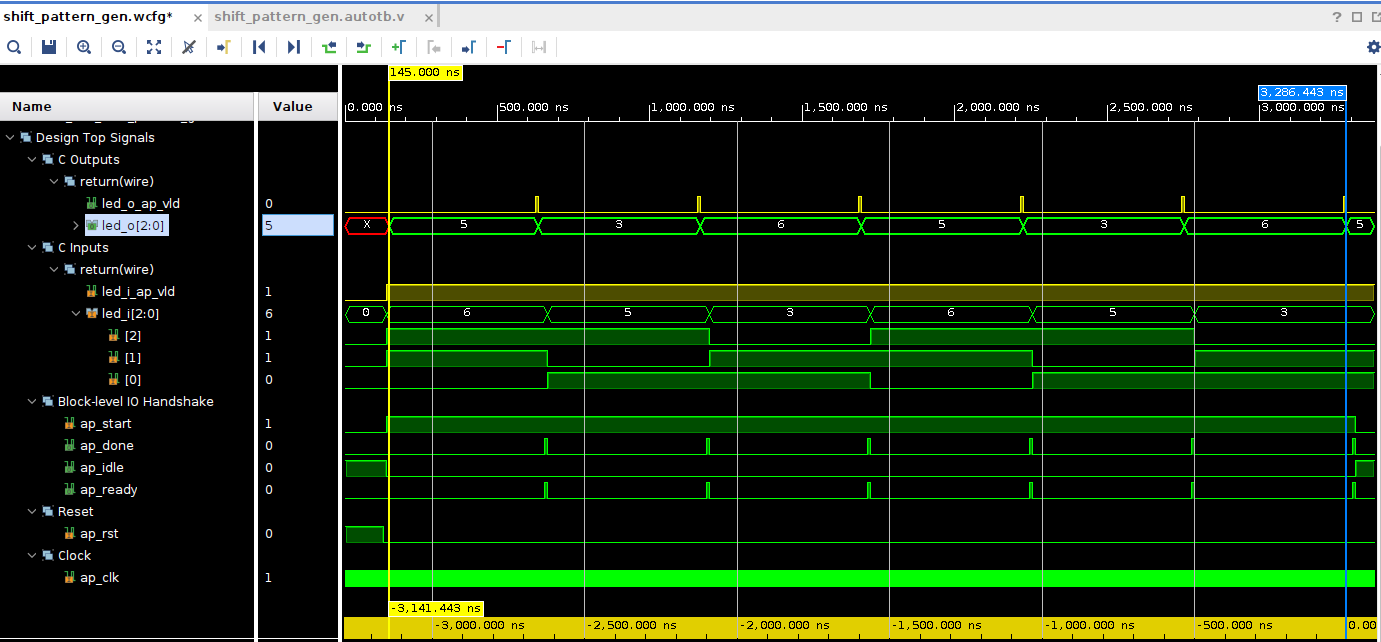 shift_pattern_gen.wcfg* × shift_pattern_gen.autotb.v ×
?
145.000 ns
3,286.443 ns
Name Value
0.000 ns 500.000 ns 1,000.000 ns 1,500.000 ns 2,000.000 ns 2,500.000 ns 3,000.000 ns
Design Top Signals
C Outputs
return(wire)
led_o_ap_vld 0
led_o[2:0] 5 X 5 3 6 5 3 6 5
C Inputs
return(wire)
led_i_ap_vld 1
led_i[2:0] 6 0 6 5 3 6 5 3
[2] 1
[1] 1
[0] 0
Block-level IO Handshake
ap_start 1
ap_done 0
ap_idle 0
ap_ready 0
Reset
ap_rst 0
Clock
ap_clk 1
-3,141.443 ns
-3,000.000 ns -2,500.000 ns -2,000.000 ns -1,500.000 ns -1,000.000 ns -500.000 ns 0.00